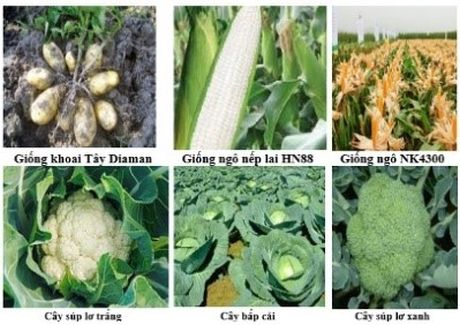 Giống khoai Tây Diaman
Giống ngô nếp lai HN88
Giống ngô NK4300
Cây súp lơ trắng
Cây bắp cải
Cây súp lơ xanh